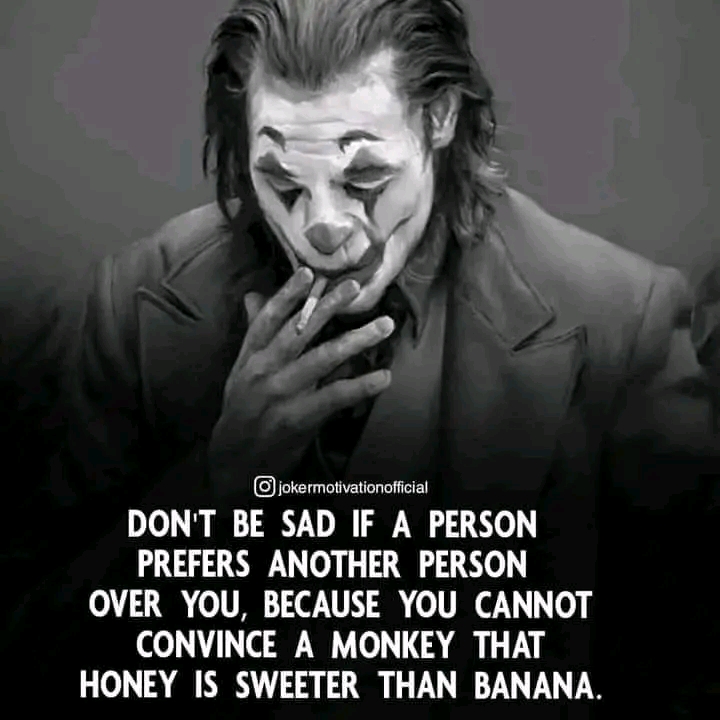 jokermotivationofficial
DON'T BE SAD IF A PERSON
PREFERS ANOTHER PERSON
OVER YOU, BECAUSE YOU CANNOT
CONVINCE A MONKEY THAT
HONEY IS SWEETER THAN BANANA.